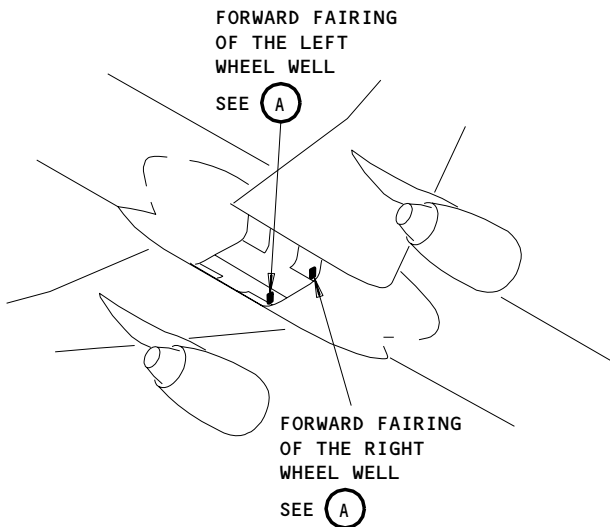 FORWARD FAIRING
OF THE LEFT
WHEEL WELL
SEE A
FORWARD FAIRING
OF THE RIGHT
WHEEL WELL
SEE A